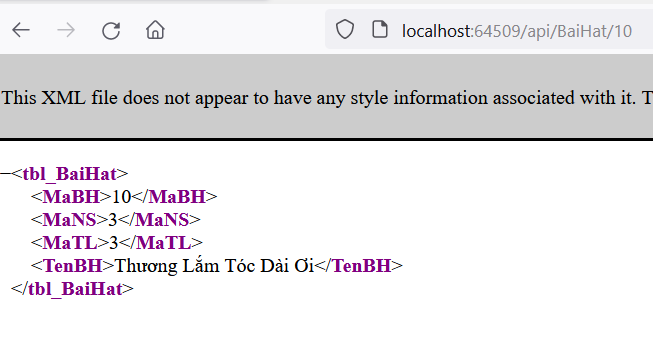 localhost:64509/api/BaiHat/10
This XML file does not appear to have any style information associated with it. T
−<tbl_BaiHat>
<MaBH>10</MaBH>
<MaNS>3</MaNS>
<MaTL>3</MaTL>
<TenBH>Thương Lắm Tóc Dài Ơi</TenBH>
</tbl_BaiHat>